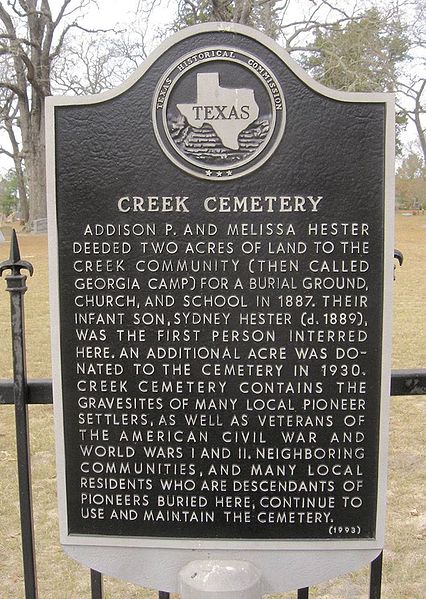 TEXAS HISTORICAL COMMISSION
TEXAS
CREEK CEMETERY
ADDISON P. AND MELISSA HESTER
DEEDED TWO ACRES OF LAND TO THE
CREEK COMMUNITY (THEN CALLED
GEORGIA CAMP) FOR A BURIAL GROUND,
CHURCH, AND SCHOOL IN 1887. THEIR
INFANT SON, SYDNEY HESTER (d. 1889),
WAS THE FIRST PERSON INTERRED
HERE. AN ADDITIONAL ACRE WAS DO-
NATED TO THE CEMETERY IN 1930.
CREEK CEMETERY CONTAINS THE
GRAVESITES OF MANY LOCAL PIONEER
SETTLERS, AS WELL AS VETERANS OF
THE AMERICAN CIVIL WAR AND
WORLD WARS I AND II. NEIGHBORING
COMMUNITIES, AND MANY LOCAL
RESIDENTS WHO ARE DESCENDANTS OF
PIONEERS BURIED HERE, CONTINUE TO
USE AND MAINTAIN THE CEMETERY.
(1993)